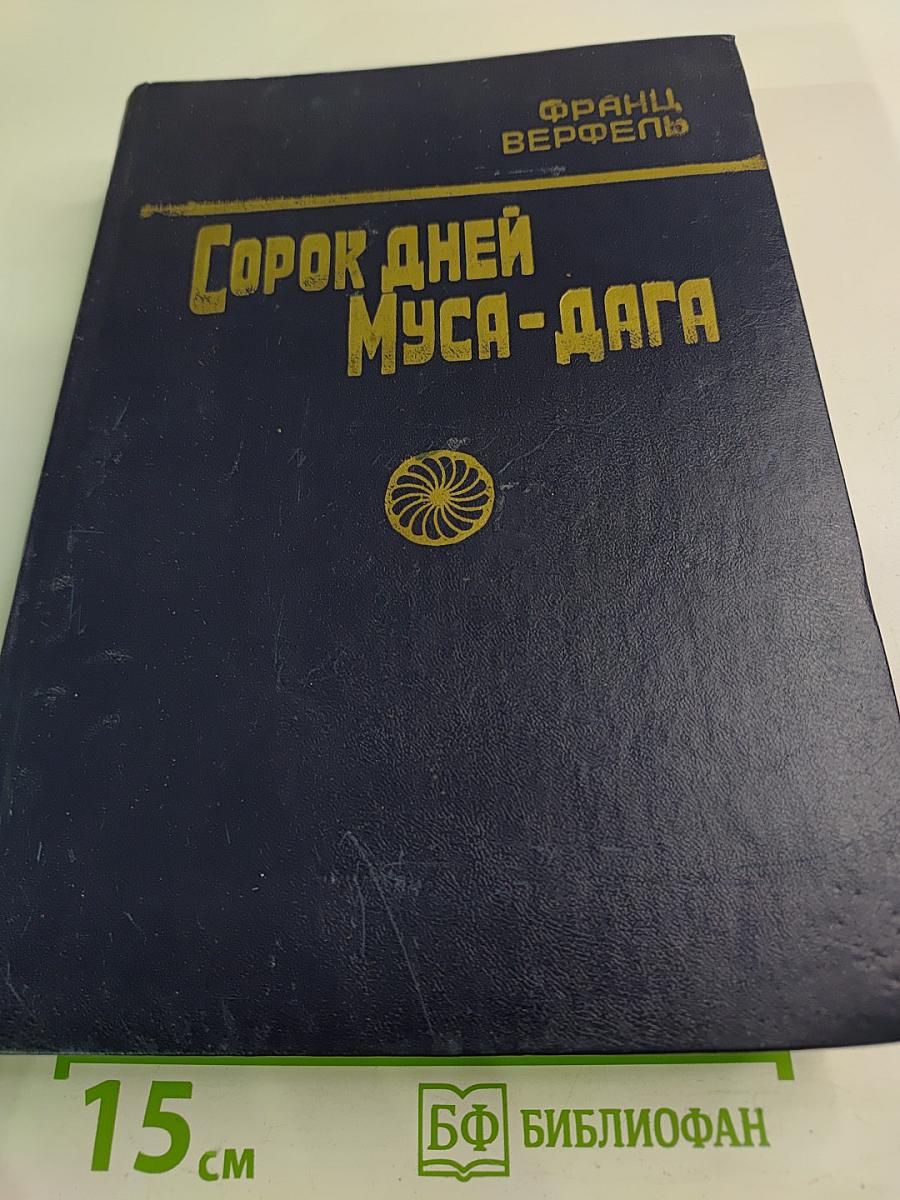 ФРАНЦ
ВЕРФЕЛЬ
СОРОК ДНЕЙ
МУСА-ДАГА
15 см
БФ БИБЛИОФАН